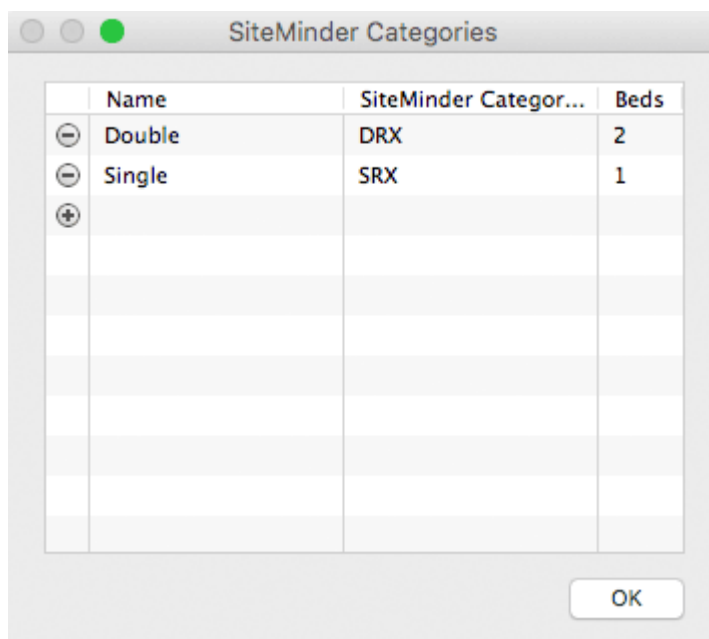 SiteMinder Categories
Name SiteMinder Categor... Beds
Double DRX 2
Single SRX 1
OK